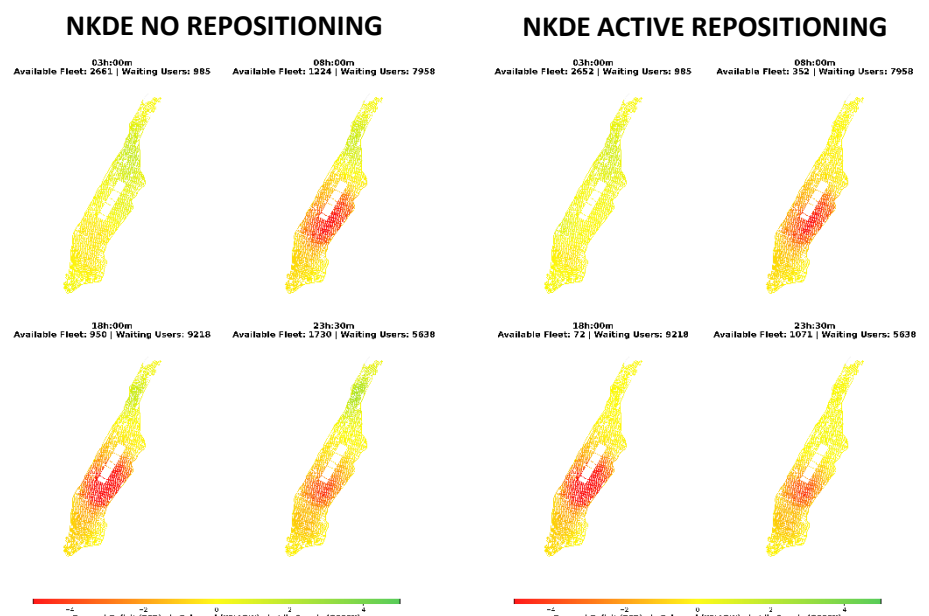 NKDE NO REPOSITIONING
NKDE ACTIVE REPOSITIONING
03h:00m
Available Fleet: 2661 | Waiting Users: 985
08h:00m
Available Fleet: 1224 | Waiting Users: 7958
03h:00m
Available Fleet: 2652 | Waiting Users: 985
08h:00m
Available Fleet: 352 | Waiting Users: 7958
18h:00m
Available Fleet: 950 | Waiting Users: 9218
23h:30m
Available Fleet: 1730 | Waiting Users: 5638
18h:00m
Available Fleet: 72 | Waiting Users: 9218
23h:30m
Available Fleet: 1071 | Waiting Users: 5638
−4 −2 0 2 4
−4 −2 0 2 4